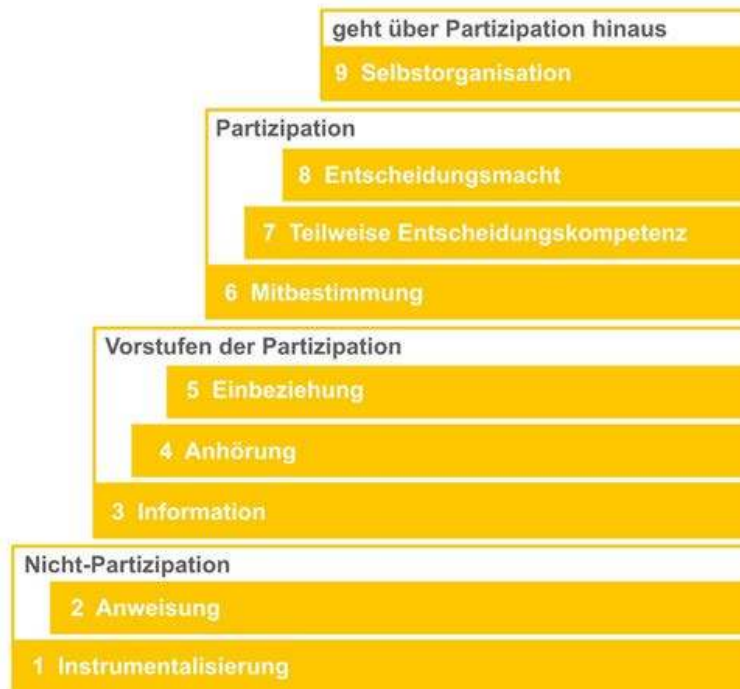 geht über Partizipation hinaus
9 Selbstorganisation
Partizipation
8 Entscheidungsmacht
7 Teilweise Entscheidungskompetenz
6 Mitbestimmung
Vorstufen der Partizipation
5 Einbeziehung
4 Anhörung
3 Information
Nicht-Partizipation
2 Anweisung
1 Instrumentalisierung